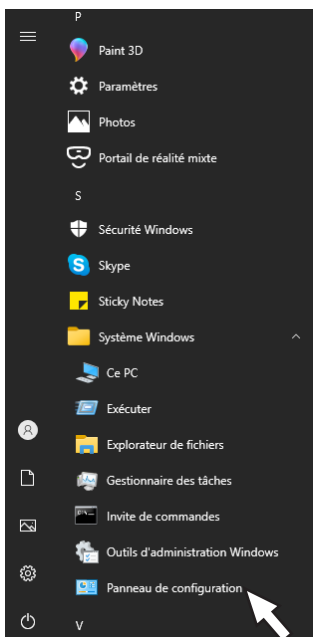 P
Paint 3D
Paramètres
Photos
Portail de réalité mixte
S
Sécurité Windows
Skype
Sticky Notes
Système Windows
Ce PC
Exécuter
Explorateur de fichiers
Gestionnaire des tâches
Invite de commandes
Outils d'administration Windows
Panneau de configuration
V